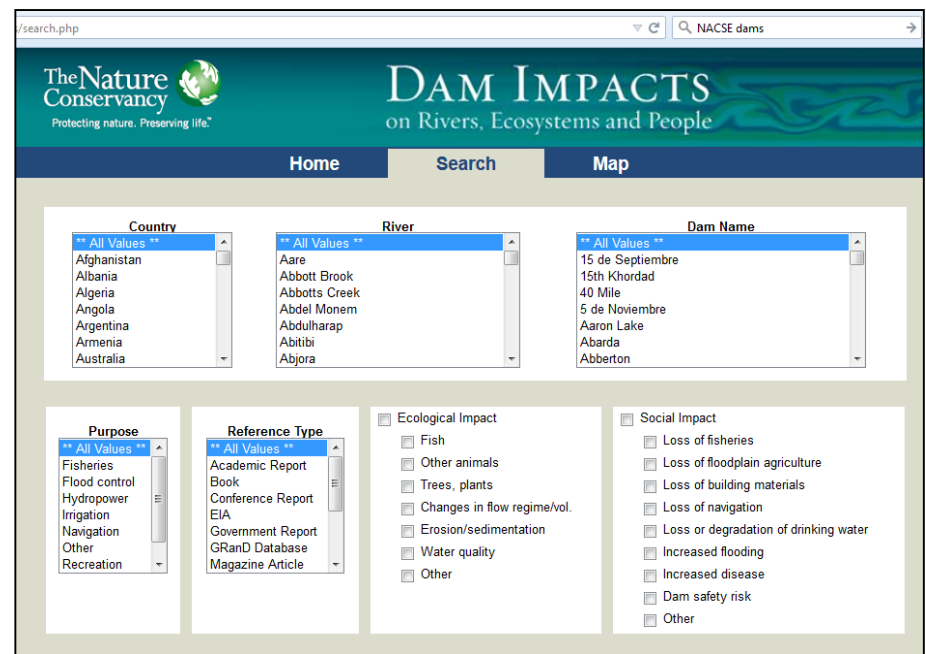 s/search.php
NACSE dams
The Nature
Conservancy
Protecting nature. Preserving life.™
DAM IMPACTS
on Rivers, Ecosystems and People
Home Search Map
Country
** All Values **
Afghanistan
Albania
Algeria
Angola
Argentina
Armenia
Australia
River
** All Values **
Aare
Abbott Brook
Abbotts Creek
Abdel Monem
Abdulharap
Abitibi
Abjora
Dam Name
** All Values **
15 de Septiembre
15th Khordad
40 Mile
5 de Noviembre
Aaron Lake
Abarda
Abberton
Purpose
** All Values **
Fisheries
Flood control
Hydropower
Irrigation
Navigation
Other
Recreation
Reference Type
** All Values **
Academic Report
Book
Conference Report
EIA
Government Report
GRanD Database
Magazine Article
Ecological Impact
Fish
Other animals
Trees, plants
Changes in flow regime/vol.
Erosion/sedimentation
Water quality
Other
Social Impact
Loss of fisheries
Loss of floodplain agriculture
Loss of building materials
Loss of navigation
Loss or degradation of drinking water
Increased flooding
Increased disease
Dam safety risk
Other